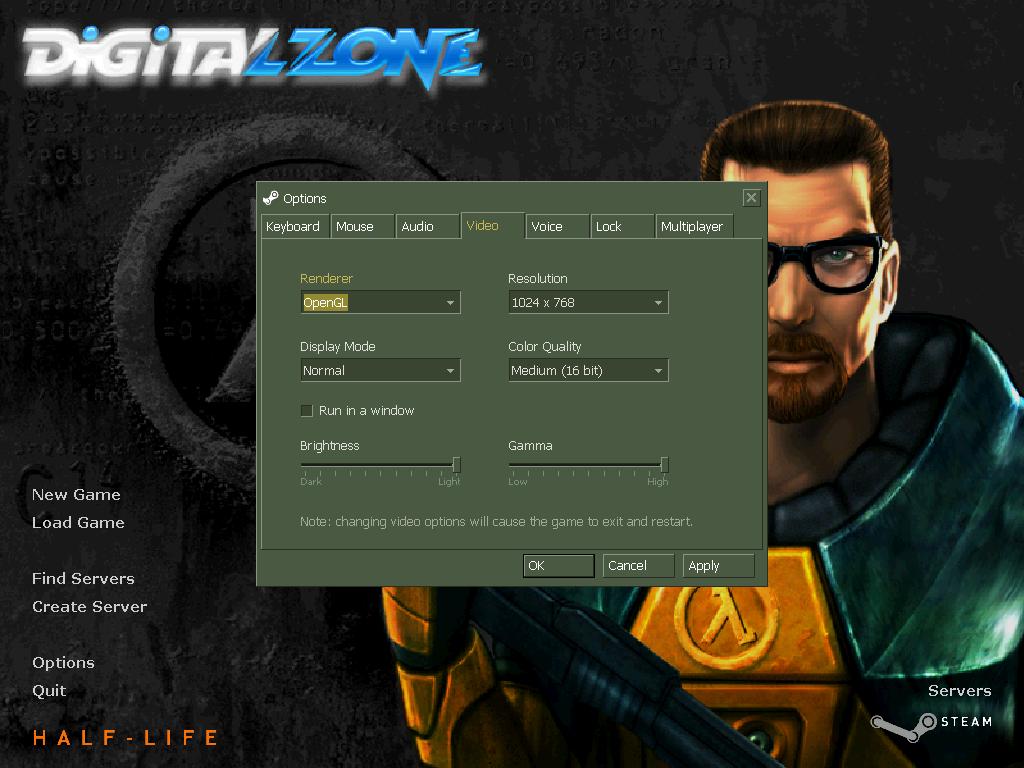 DiGiTALZONE
Options
Keyboard Mouse Audio Video Voice Lock Multiplayer
Renderer Resolution
OpenGL 1024 x 768
Display Mode Color Quality
Normal Medium (16 bit)
Run in a window
Brightness Gamma
Dark Light Low High
Note: changing video options will cause the game to exit and restart.
OK Cancel Apply
New Game
Load Game
Find Servers
Create Server
Options
Quit
Servers
STEAM
HALF-LIFE